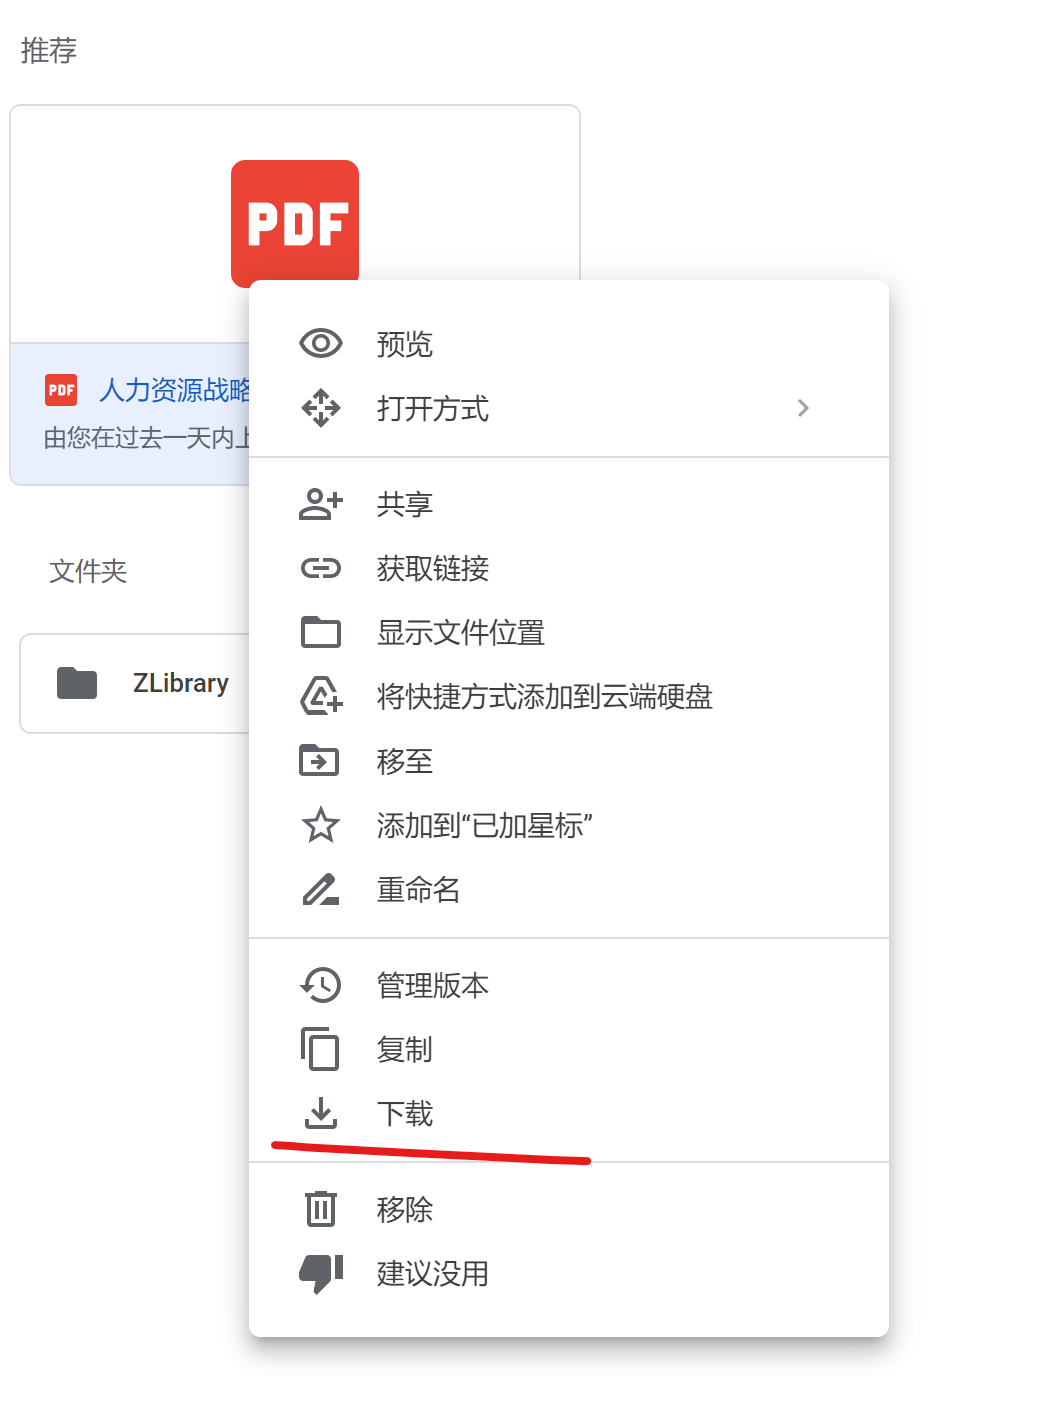 推荐
PDF
PDF 人力资源战略
由您在过去一天内上
文件夹
ZLibrary
预览
打开方式
共享
获取链接
显示文件位置
将快捷方式添加到云端硬盘
移至
添加到“已加星标”
重命名
管理版本
复制
下载
移除
建议没用